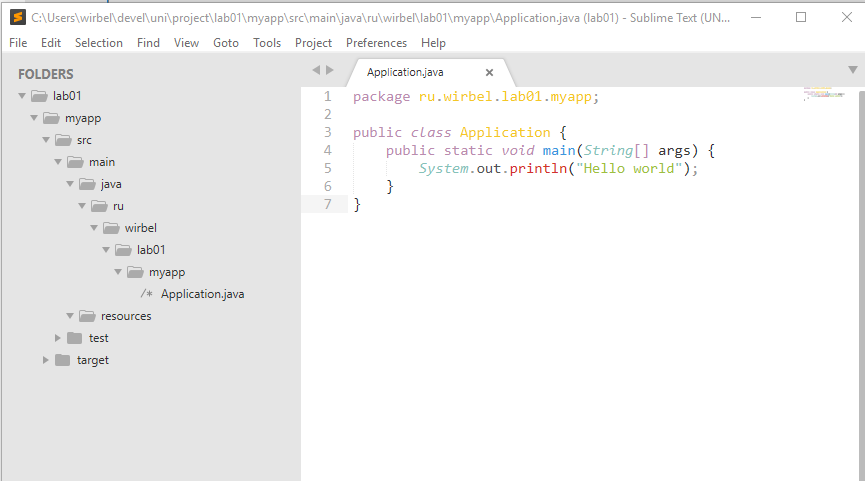 C:\Users\wirbel\devel\uni\project\lab01\myapp\src\main\java\ru\wirbel\lab01\myapp\Application.java (lab01) - Sublime Text (UN...
File Edit Selection Find View Goto Tools Project Preferences Help
FOLDERS
lab01
myapp
src
main
java
ru
wirbel
lab01
myapp
/* Application.java
resources
test
target
Application.java ×
1 package ru.wirbel.lab01.myapp;
2
3 public class Application {
4     public static void main(String[] args) {
5         System.out.println("Hello world");
6     }
7 }